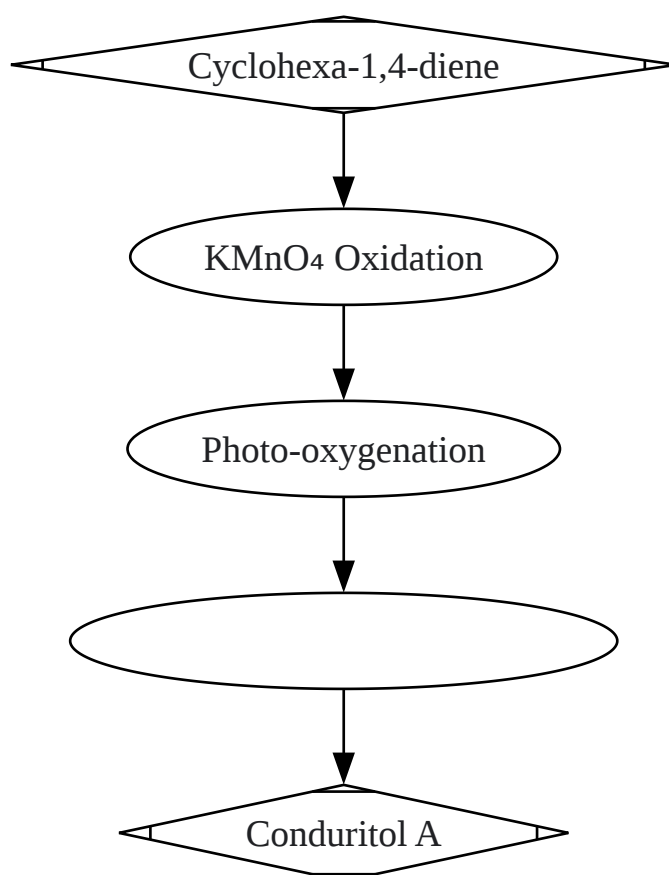 Cyclohexa-1,4-diene
KMnO₄ Oxidation
Photo-oxygenation
Conduritol A